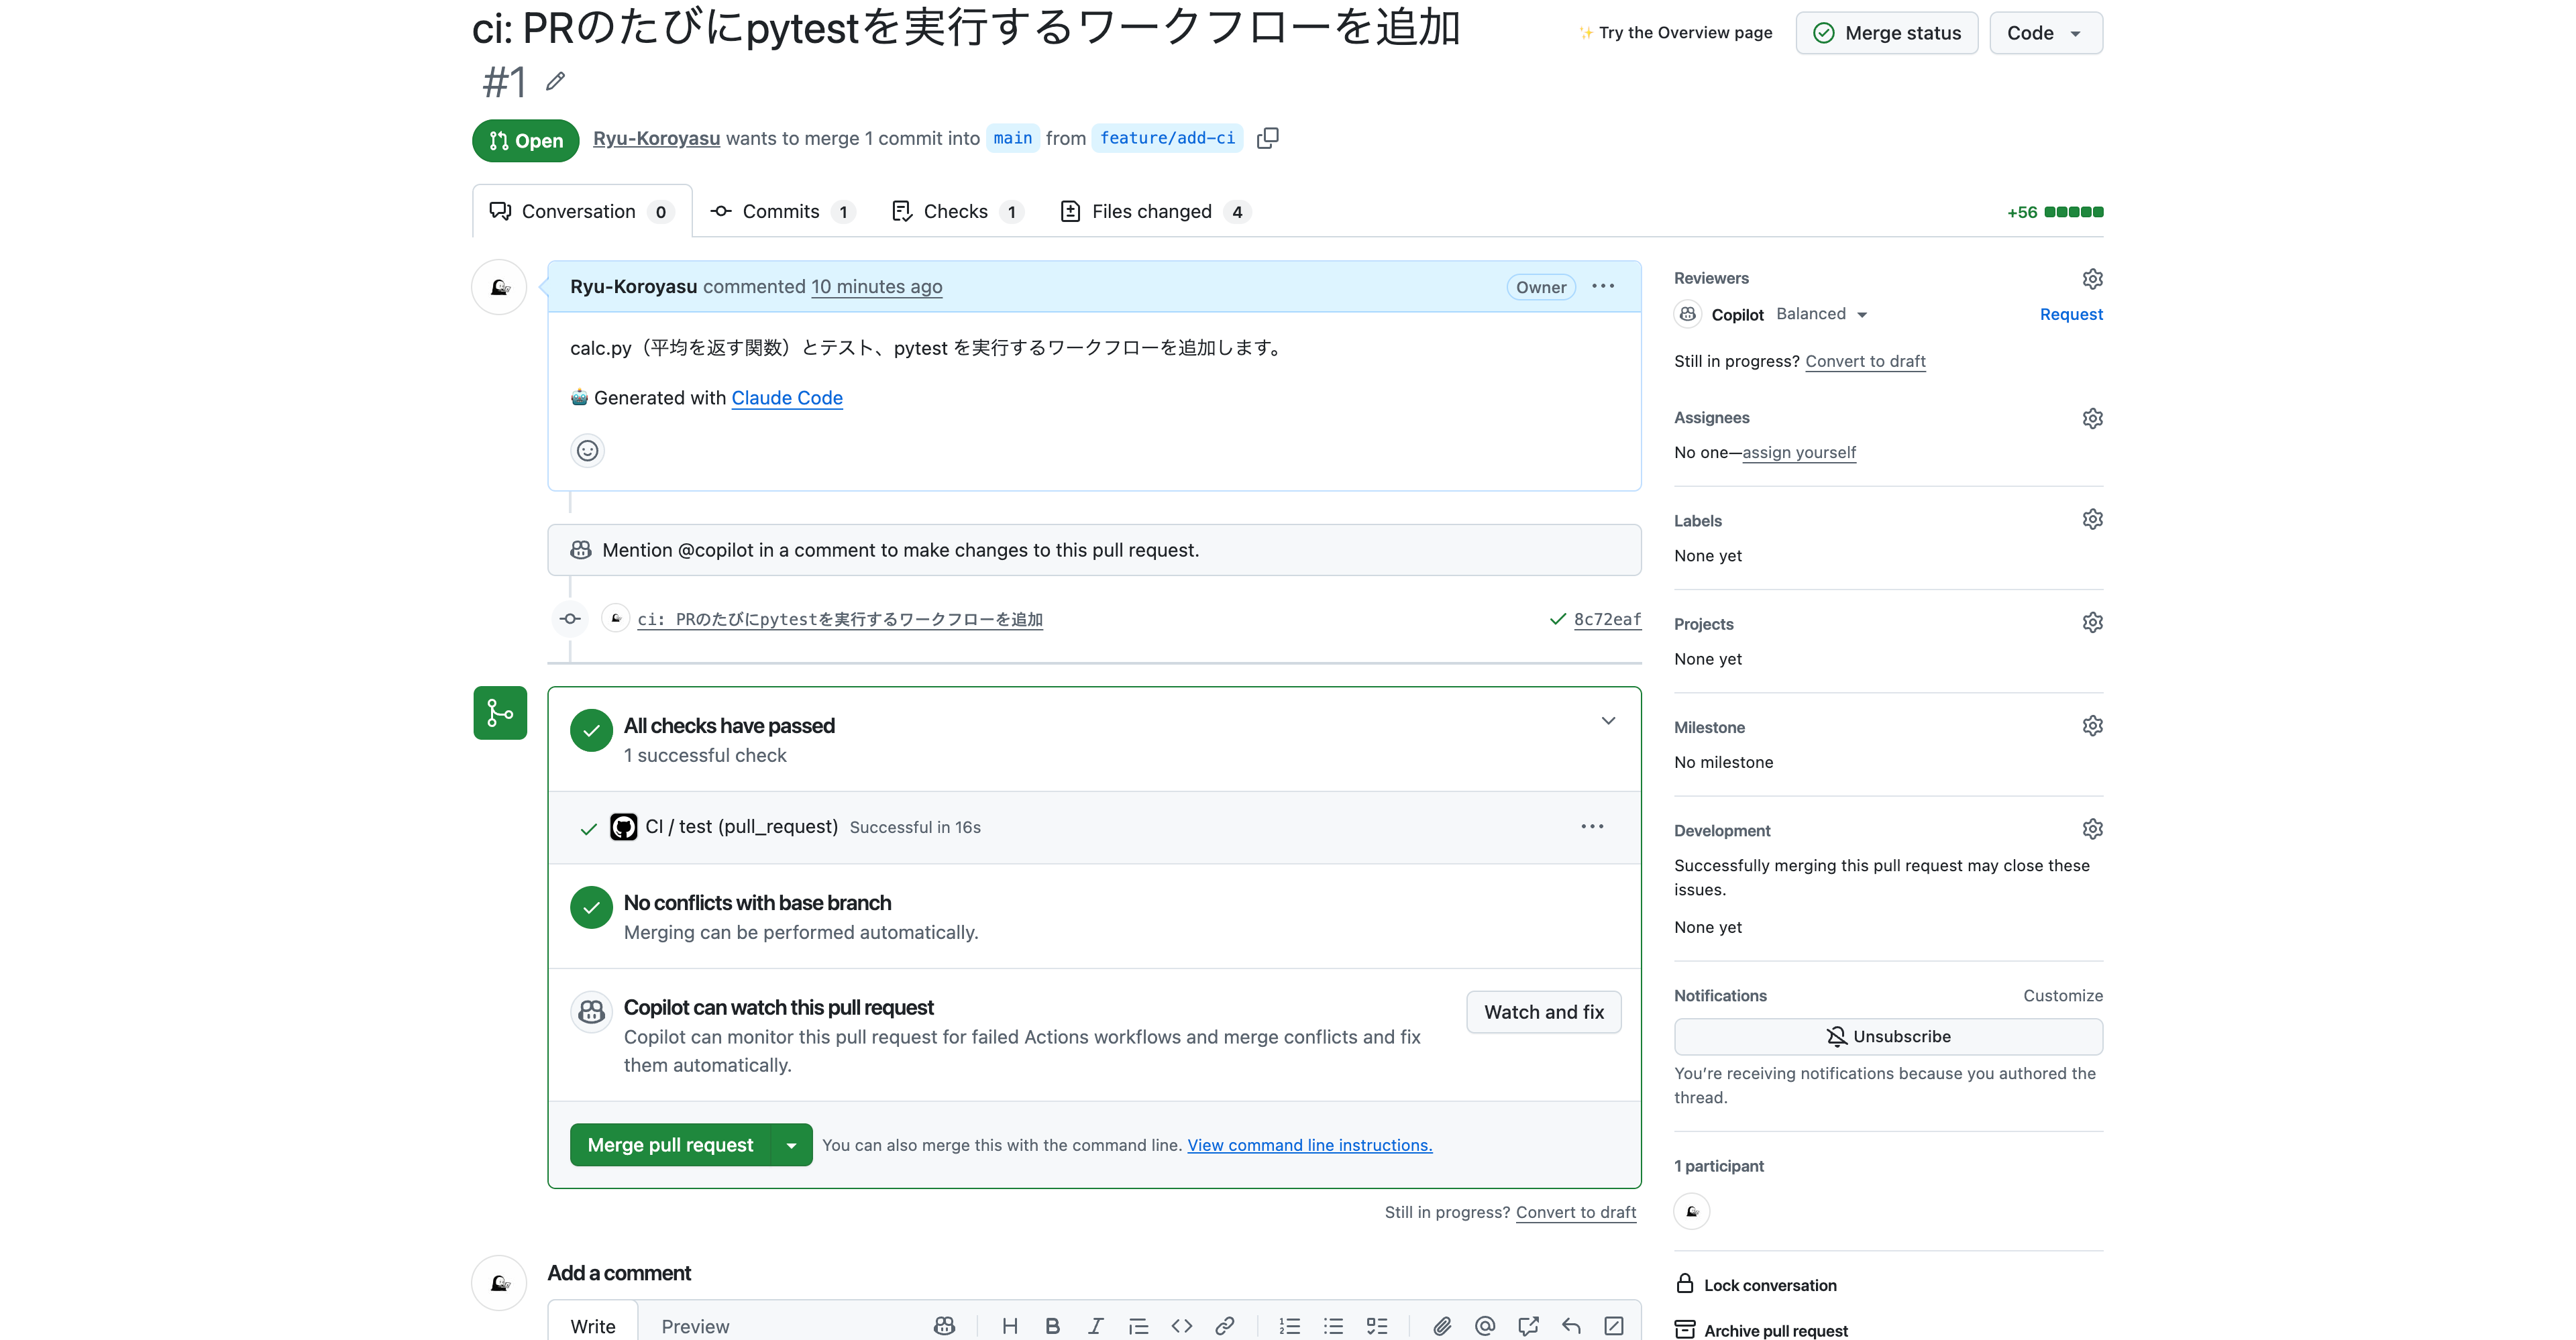 ci: PRのたびにpytestを実行するワークフローを追加
#1
✨ Try the Overview page
Merge status
Code
Open
Ryu-Koroyasu wants to merge 1 commit into main from feature/add-ci
Conversation 0
Commits 1
Checks 1
Files changed 4
+56
Ryu-Koroyasu commented 10 minutes ago
Owner
calc.py（平均を返す関数）とテスト、pytest を実行するワークフローを追加します。
🤖 Generated with Claude Code
Mention @copilot in a comment to make changes to this pull request.
ci: PRのたびにpytestを実行するワークフローを追加
8c72eaf
All checks have passed
1 successful check
CI / test (pull_request) Successful in 16s
No conflicts with base branch
Merging can be performed automatically.
Copilot can watch this pull request
Copilot can monitor this pull request for failed Actions workflows and merge conflicts and fix
them automatically.
Watch and fix
Merge pull request
You can also merge this with the command line. View command line instructions.
Still in progress? Convert to draft
Add a comment
Write
Preview
Reviewers
Copilot Balanced
Request
Still in progress? Convert to draft
Assignees
No one—assign yourself
Labels
None yet
Projects
None yet
Milestone
No milestone
Development
Successfully merging this pull request may close these
issues.
None yet
Notifications
Customize
Unsubscribe
You're receiving notifications because you authored the
thread.
1 participant
Lock conversation
Archive pull request